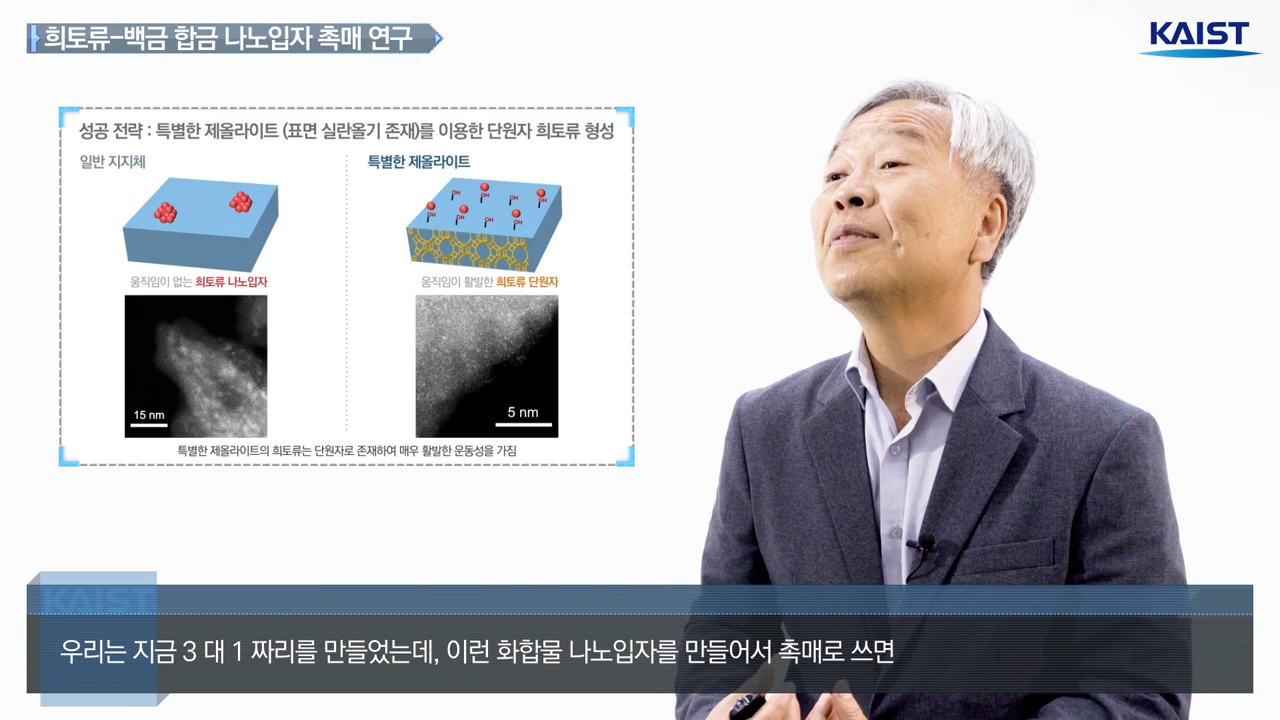 희토류-백금 합금 나노입자 촉매 연구
KAIST
성공 전략 : 특별한 제올라이트 (표면 실란올기 존재)를 이용한 단원자 희토류 형성
일반 지지체
특별한 제올라이트
OH
OH
OH
OH
OH
OH
OH
OH
움직임이 없는 희토류 나노입자
움직임이 활발한 희토류 단원자
15 nm
5 nm
특별한 제올라이트의 희토류는 단원자로 존재하여 매우 활발한 운동성을 가짐
KAIST
우리는 지금 3 대 1 짜리를 만들었는데, 이런 화합물 나노입자를 만들어서 촉매로 쓰면